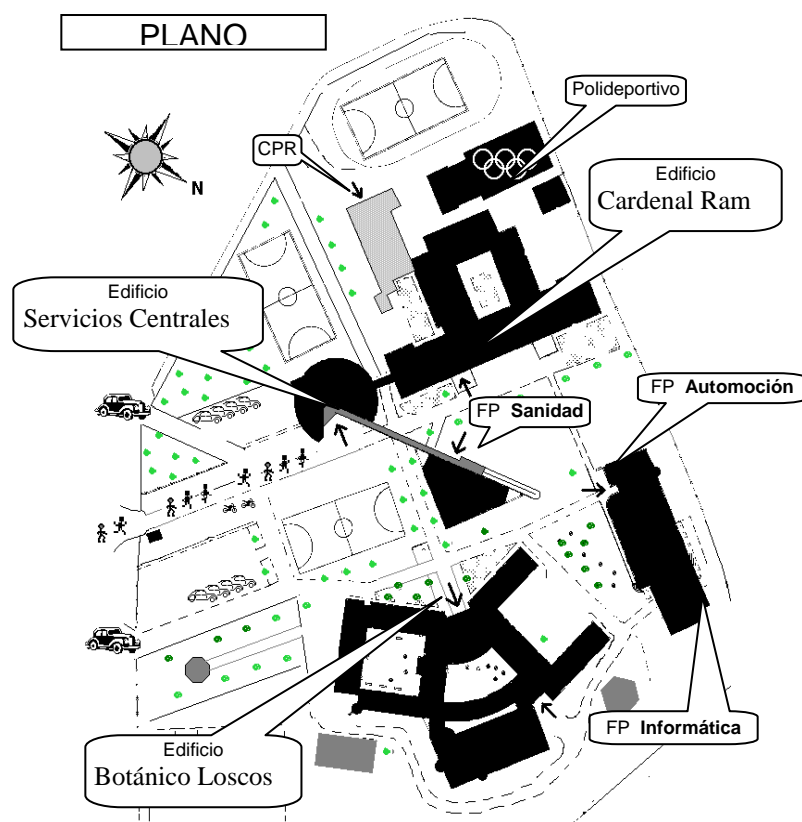 PLANO
Polideportivo
CPR
N
Edificio
Cardenal Ram
Edificio
Servicios Centrales
FP Automoción
FP Sanidad
FP Informática
Edificio
Botánico Loscos